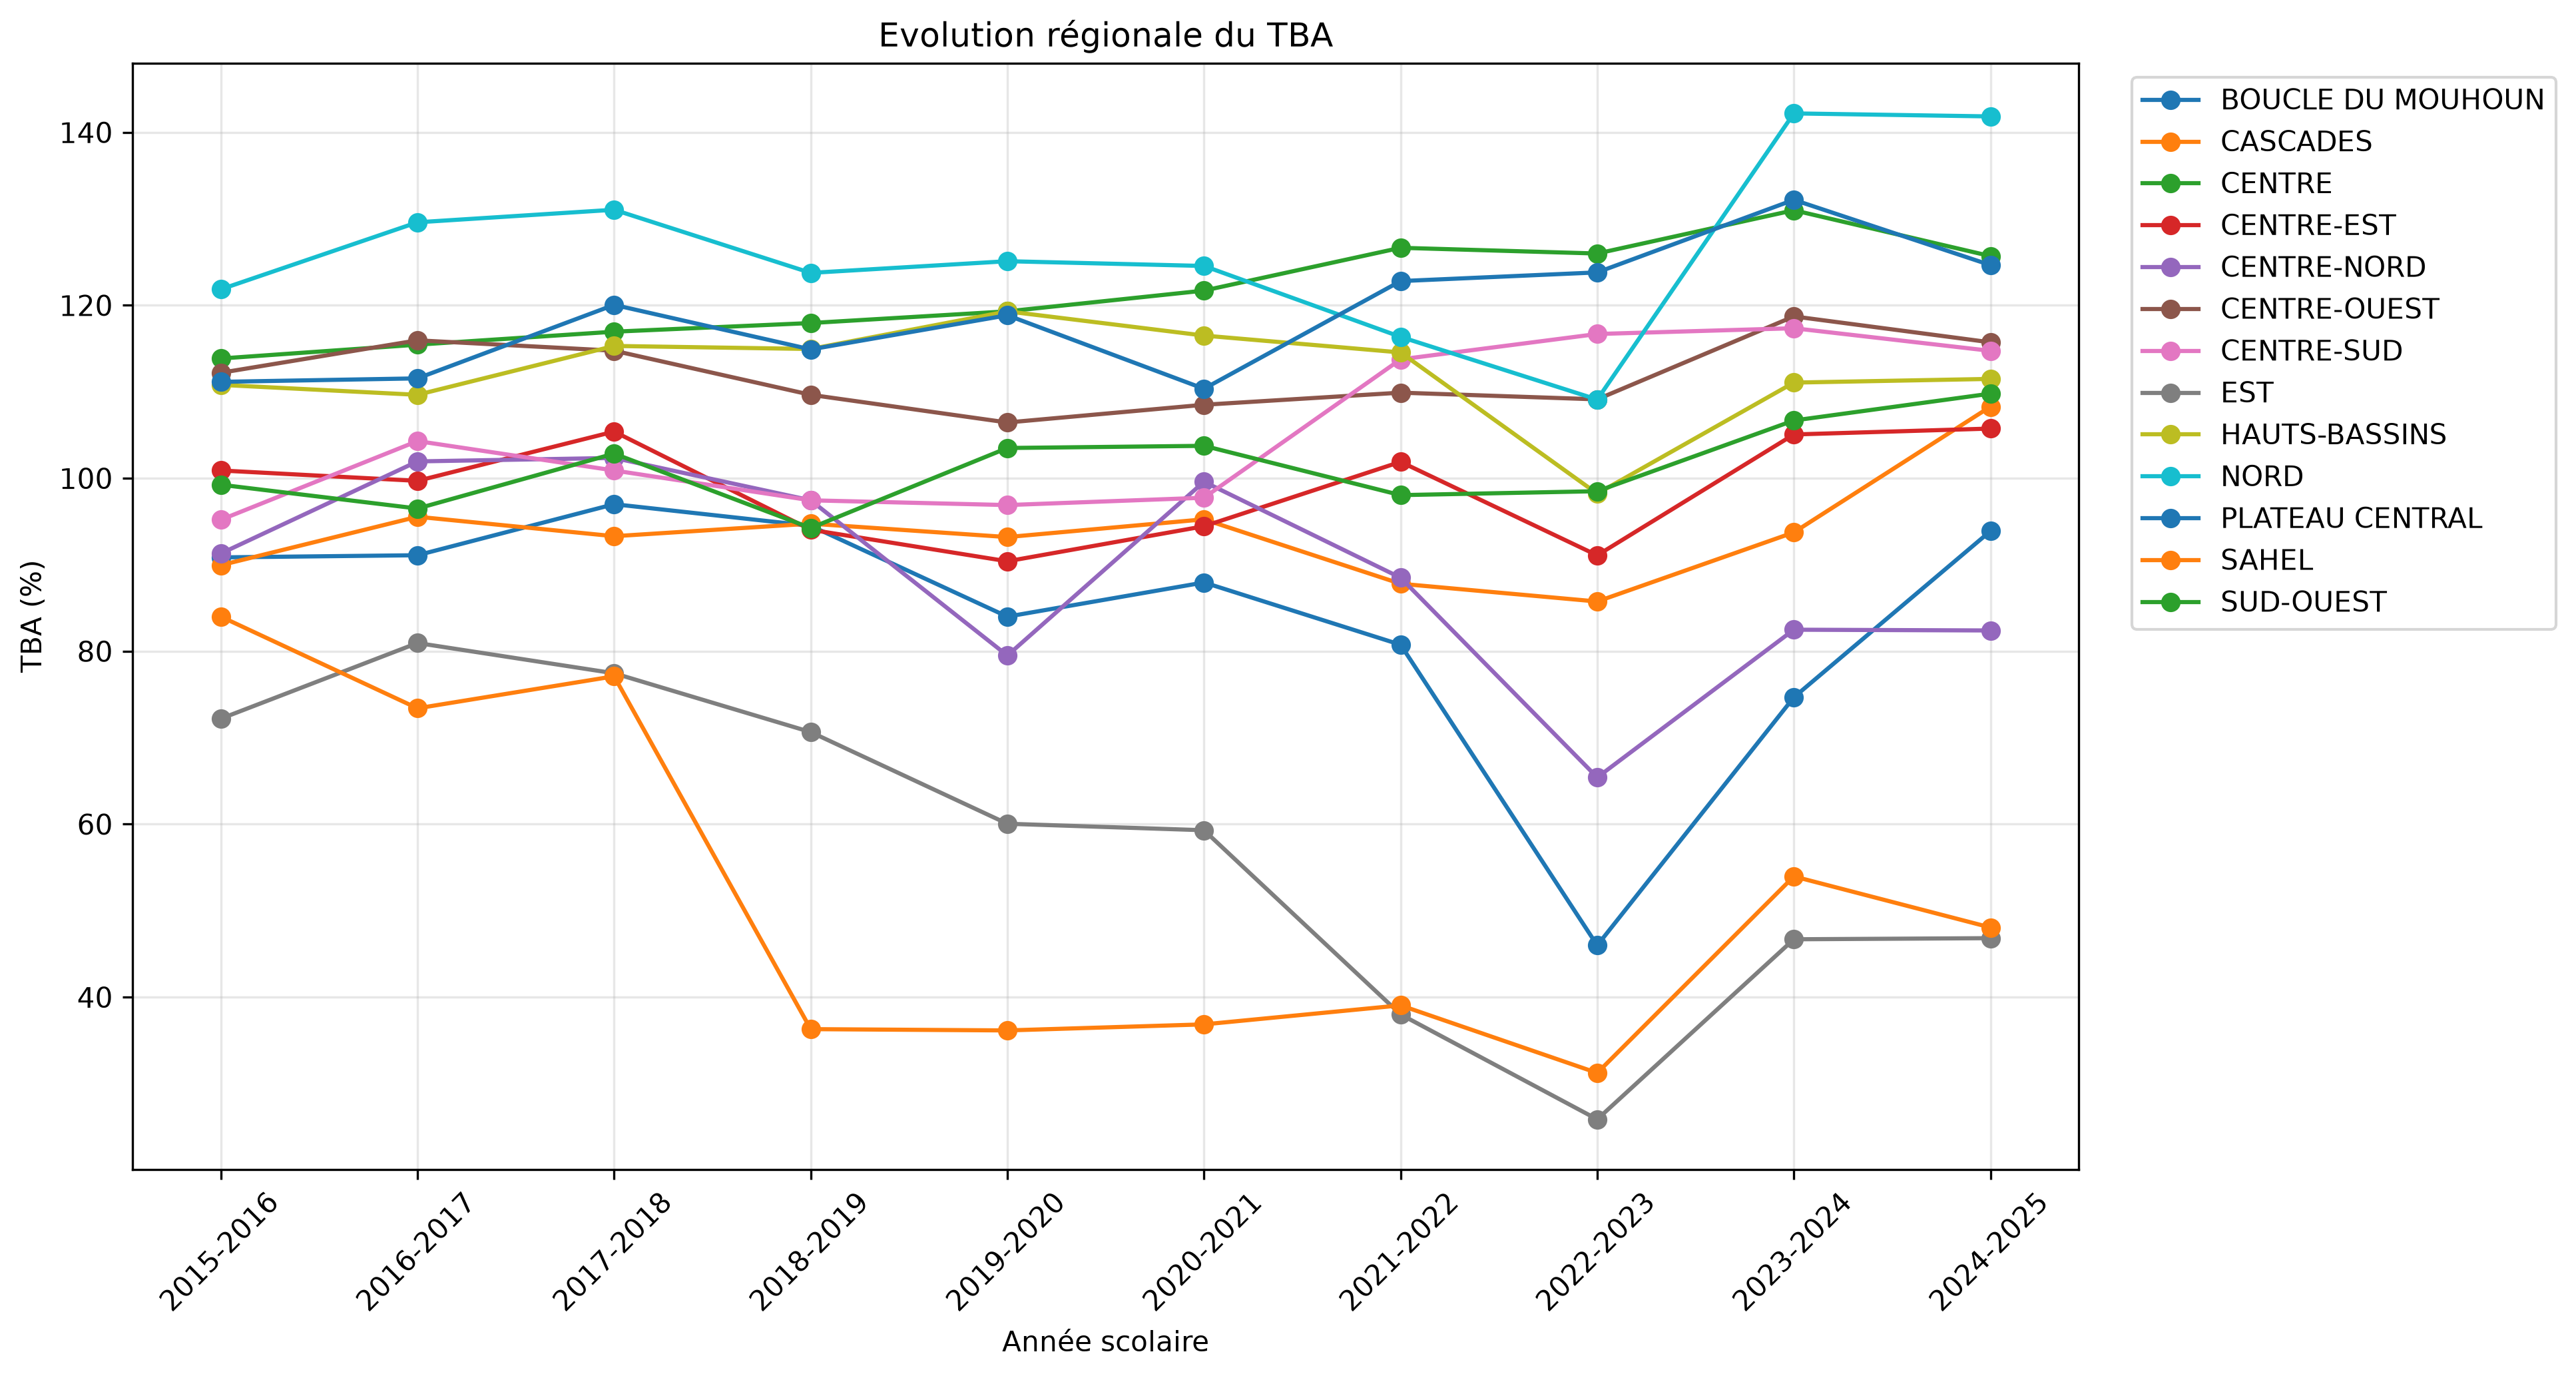 Evolution régionale du TBA
TBA (%)
140
120
100
80
60
40
2015-2016
2016-2017
2017-2018
2018-2019
2019-2020
2020-2021
2021-2022
2022-2023
2023-2024
2024-2025
Année scolaire
BOUCLE DU MOUHOUN
CASCADES
CENTRE
CENTRE-EST
CENTRE-NORD
CENTRE-OUEST
CENTRE-SUD
EST
HAUTS-BASSINS
NORD
PLATEAU CENTRAL
SAHEL
SUD-OUEST